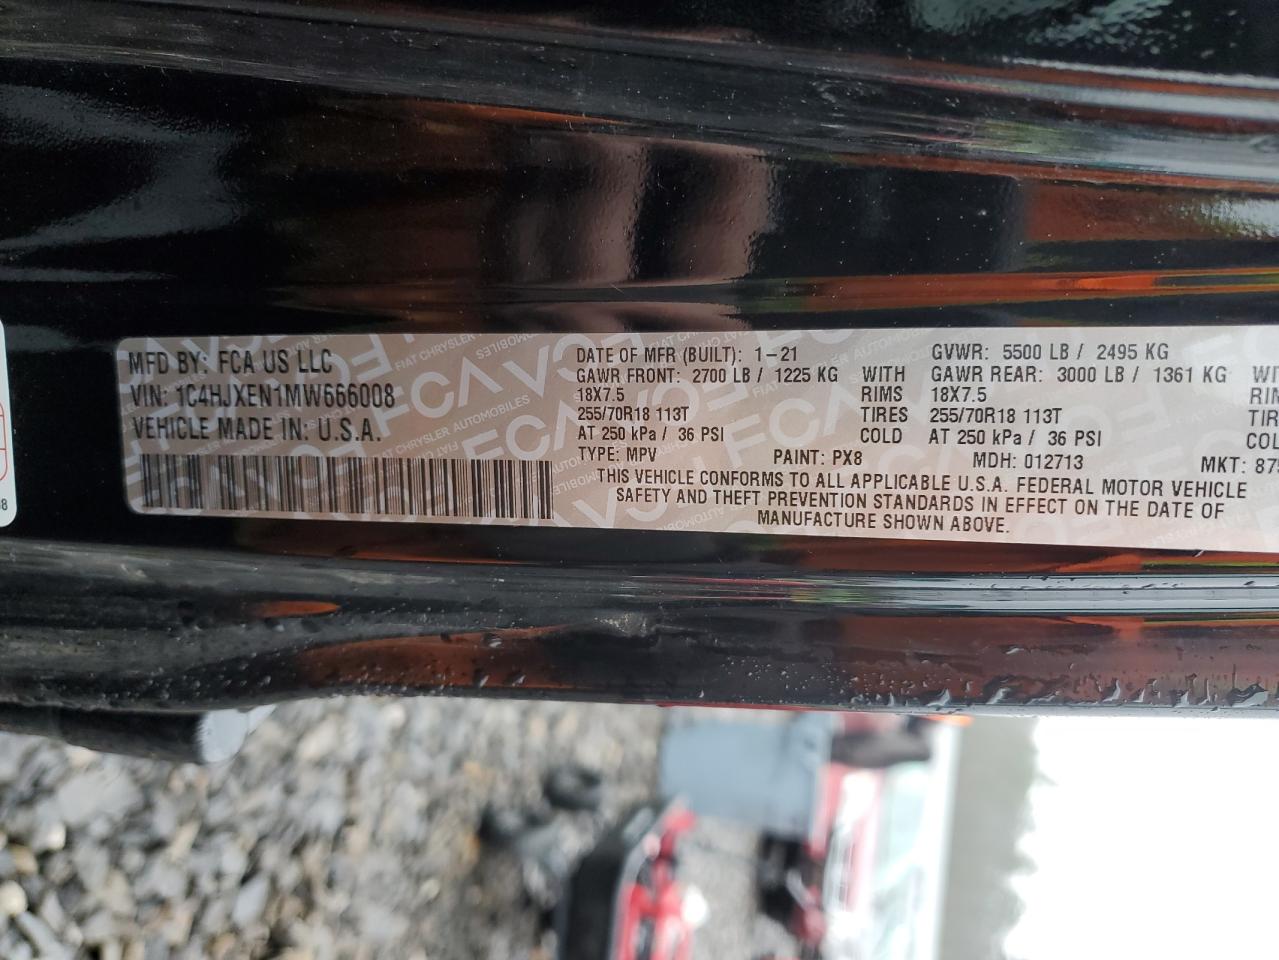 MFD BY: FCA US LLC
VIN: 1C4HJXEN1MW666008
VEHICLE MADE IN: U.S.A.
DATE OF MFR (BUILT): 1-21 GVWR: 5500 LB / 2495 KG
GAWR FRONT: 2700 LB / 1225 KG WITH GAWR REAR: 3000 LB / 1361 KG
18X7.5 RIMS 18X7.5
255/70R18 113T TIRES 255/70R18 113T
AT 250 kPa / 36 PSI COLD AT 250 kPa / 36 PSI
TYPE: MPV PAINT: PX8 MDH: 012713 MKT:
THIS VEHICLE CONFORMS TO ALL APPLICABLE U.S.A. FEDERAL MOTOR VEHICLE
SAFETY AND THEFT PREVENTION STANDARDS IN EFFECT ON THE DATE OF
MANUFACTURE SHOWN ABOVE.